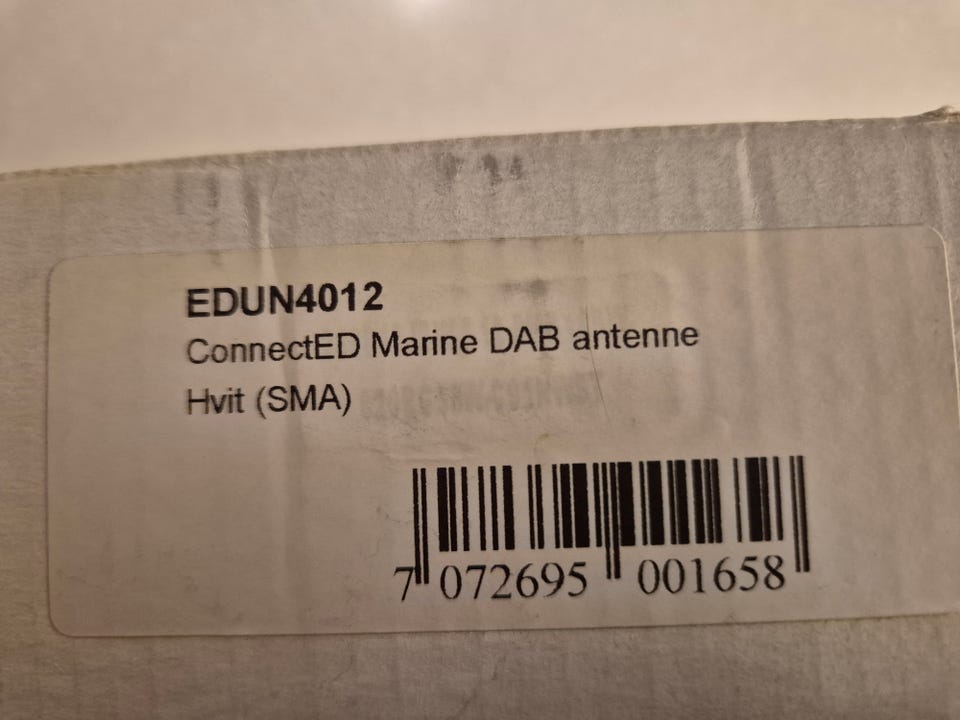 EDUN4012
ConnectED Marine DAB antenne
Hvit (SMA)
7 072695 001658